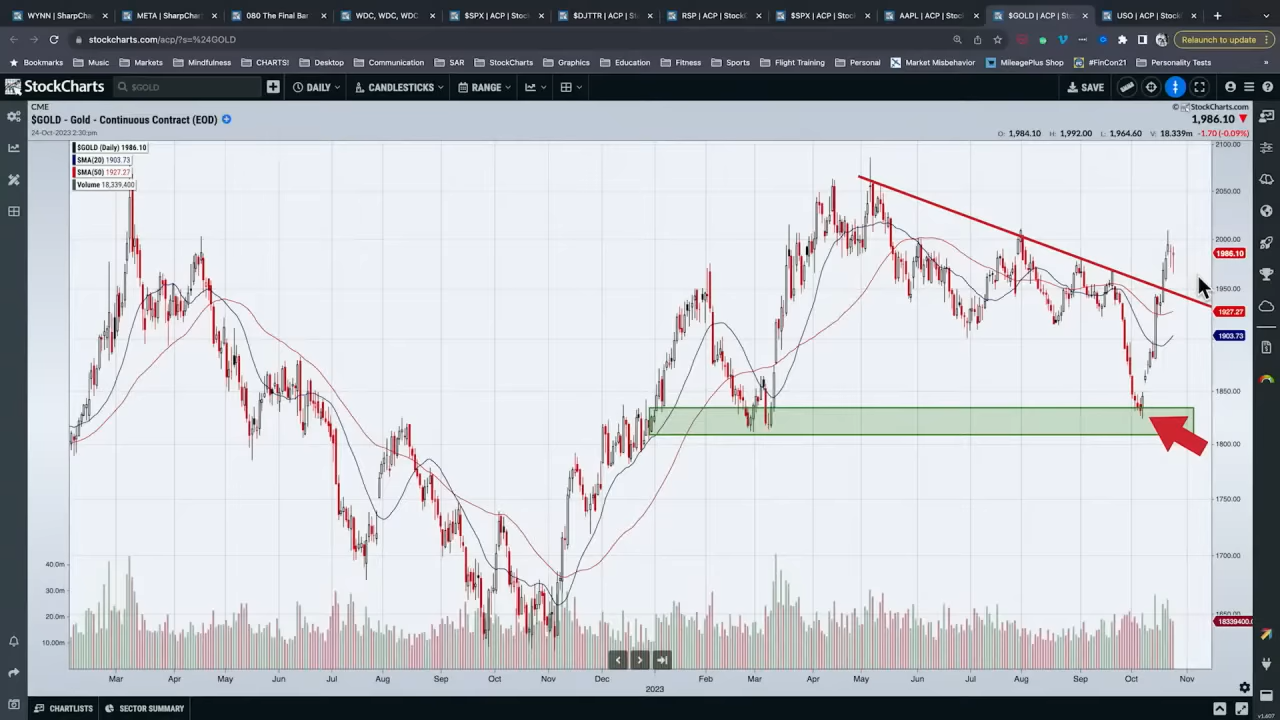 WYNN | SharpChar
META | SharpChart
080 The Final Bar
WDC, WDC, WDC
$SPX | ACP | StocK
$DJTTR | ACP | Sto
RSP | ACP | StockC
$SPX | ACP | StocK
AAPL | ACP | Stock
$GOLD | ACP | Sto
USO | ACP | Stock
stockcharts.com/acp/?s=%24GOLD
Relaunch to update
Bookmarks
Music
Markets
Mindfulness
CHARTS!
Desktop
Communication
SAR
StockCharts
Graphics
Education
Fitness
Sports
Flight Training
Personal
Market Misbehavior
MileagePlus Shop
#FinCon21
Personality Tests
StockCharts
$GOLD
DAILY
CANDLESTICKS
RANGE
SAVE
CME
© StockCharts.com
$GOLD - Gold - Continuous Contract (EOD)
1,986.10
24-Oct-2023 2:30pm
O: 1,984.10 H: 1,992.00 L: 1,964.60 V: 18.339m -1.70 (-0.09%)
$GOLD (Daily) 1986.10
SMA(20) 1903.73
SMA(50) 1927.27
Volume 18,339,400
2100.00
2050.00
2000.00
1986.10
1950.00
1927.27
1903.73
1850.00
1800.00
1750.00
1700.00
1650.00
18339400.0
40.0m
30.0m
20.0m
10.00m
Mar Apr May Jun Jul Aug Sep Oct Nov Dec Feb Mar Apr May Jun Jul Aug Sep Oct Nov
2023
CHARTLISTS
SECTOR SUMMARY